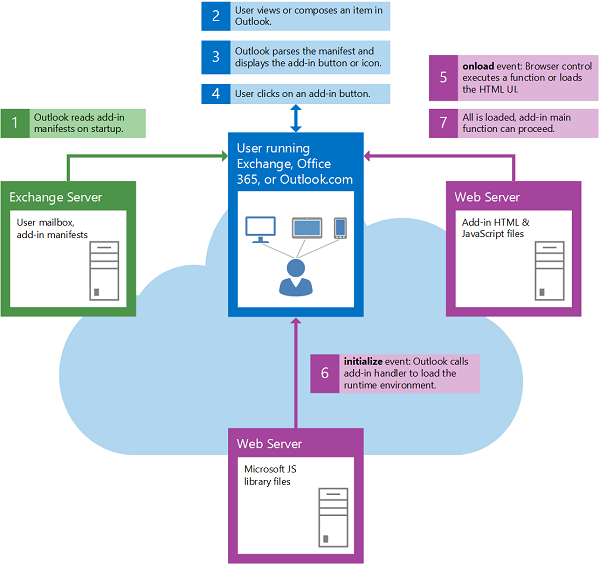 2
User views or composes an item in
Outlook.
3
Outlook parses the manifest and
displays the add-in button or icon.
4
User clicks on an add-in button.
5
onload event: Browser control
executes a function or loads
the HTML UI.
7
All is loaded, add-in main
function can proceed.
1
Outlook reads add-in
manifests on startup.
User running
Exchange, Office
365, or Outlook.com
Exchange Server
User mailbox,
add-in manifests
Web Server
Add-in HTML &
JavaScript files
6
initialize event: Outlook calls
add-in handler to load the
runtime environment.
Web Server
Microsoft JS
library files